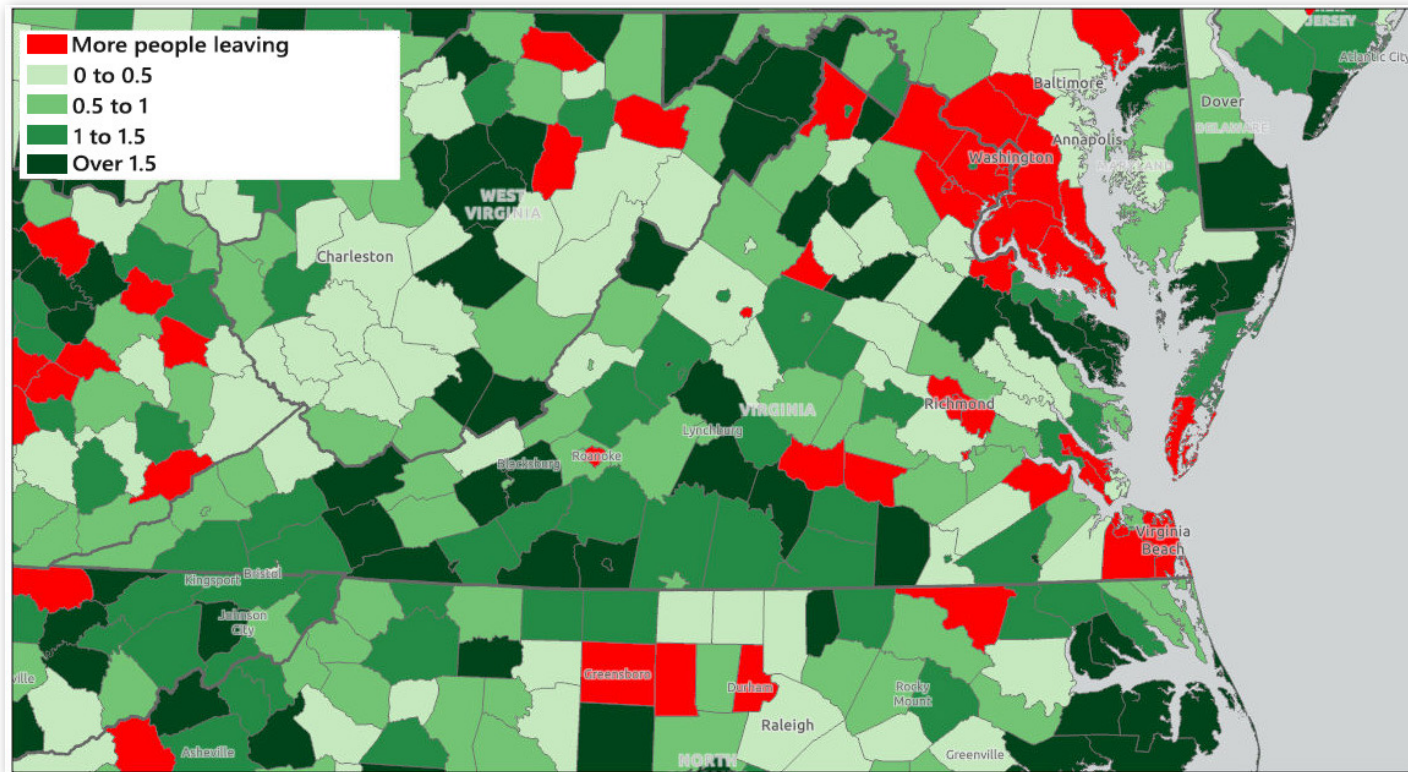 More people leaving
0 to 0.5
0.5 to 1
1 to 1.5
Over 1.5
JERSEY
Atlantic City
Baltimore
Dover
DELAWARE
Annapolis
Washington
MARYLAND
WEST
VIRGINIA
Charleston
Richmond
VIRGINIA
Lynchburg
Roanoke
Blacksburg
Virginia
Beach
Kingsport
Bristol
Johnson
City
ville
Greensboro
Durham
Rocky
Mount
Raleigh
Asheville
NORTH
Greenville